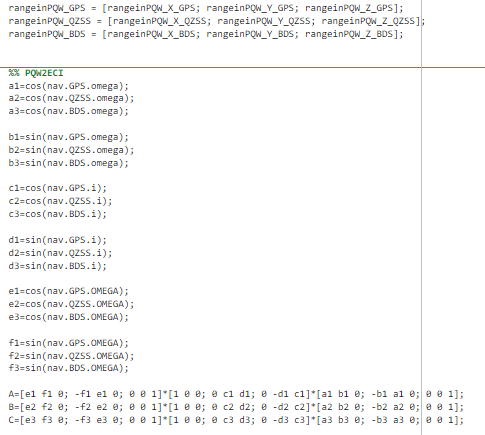 rangeinPQW_GPS = [rangeinPQW_X_GPS; rangeinPQW_Y_GPS; rangeinPQW_Z_GPS];
rangeinPQW_QZSS = [rangeinPQW_X_QZSS; rangeinPQW_Y_QZSS; rangeinPQW_Z_QZSS];
rangeinPQW_BDS = [rangeinPQW_X_BDS; rangeinPQW_Y_BDS; rangeinPQW_Z_BDS];
%% PQW2ECI
a1=cos(nav.GPS.omega);
a2=cos(nav.QZSS.omega);
a3=cos(nav.BDS.omega);
b1=sin(nav.GPS.omega);
b2=sin(nav.QZSS.omega);
b3=sin(nav.BDS.omega);
c1=cos(nav.GPS.i);
c2=cos(nav.QZSS.i);
c3=cos(nav.BDS.i);
d1=sin(nav.GPS.i);
d2=sin(nav.QZSS.i);
d3=sin(nav.BDS.i);
e1=cos(nav.GPS.OMEGA);
e2=cos(nav.QZSS.OMEGA);
e3=cos(nav.BDS.OMEGA);
f1=sin(nav.GPS.OMEGA);
f2=sin(nav.QZSS.OMEGA);
f3=sin(nav.BDS.OMEGA);
A=[e1 f1 0; -f1 e1 0; 0 0 1]*[1 0 0; 0 c1 d1; 0 -d1 c1]*[a1 b1 0; -b1 a1 0; 0 0 1];
B=[e2 f2 0; -f2 e2 0; 0 0 1]*[1 0 0; 0 c2 d2; 0 -d2 c2]*[a2 b2 0; -b2 a2 0; 0 0 1];
C=[e3 f3 0; -f3 e3 0; 0 0 1]*[1 0 0; 0 c3 d3; 0 -d3 c3]*[a3 b3 0; -b3 a3 0; 0 0 1];